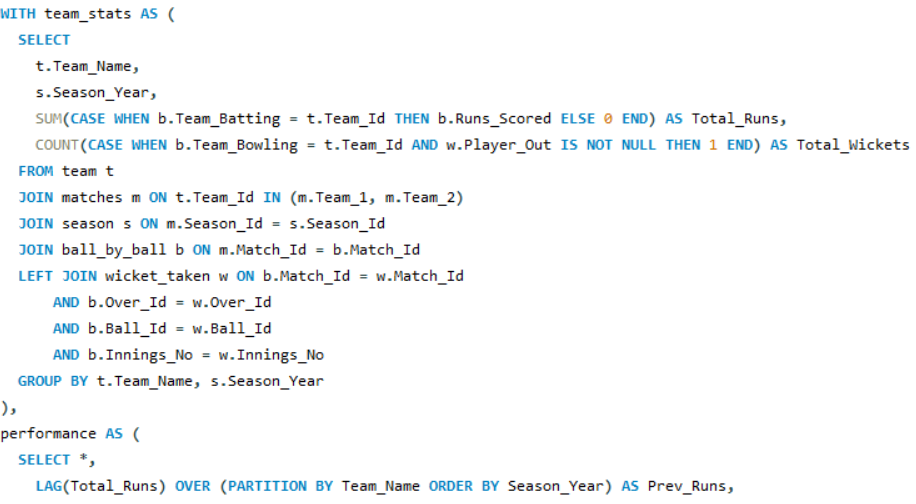 WITH team_stats AS (
  SELECT
    t.Team_Name,
    s.Season_Year,
    SUM(CASE WHEN b.Team_Batting = t.Team_Id THEN b.Runs_Scored ELSE 0 END) AS Total_Runs,
    COUNT(CASE WHEN b.Team_Bowling = t.Team_Id AND w.Player_Out IS NOT NULL THEN 1 END) AS Total_Wickets
  FROM team t
  JOIN matches m ON t.Team_Id IN (m.Team_1, m.Team_2)
  JOIN season s ON m.Season_Id = s.Season_Id
  JOIN ball_by_ball b ON m.Match_Id = b.Match_Id
  LEFT JOIN wicket_taken w ON b.Match_Id = w.Match_Id
      AND b.Over_Id = w.Over_Id
      AND b.Ball_Id = w.Ball_Id
      AND b.Innings_No = w.Innings_No
  GROUP BY t.Team_Name, s.Season_Year
),
performance AS (
  SELECT *,
    LAG(Total_Runs) OVER (PARTITION BY Team_Name ORDER BY Season_Year) AS Prev_Runs,